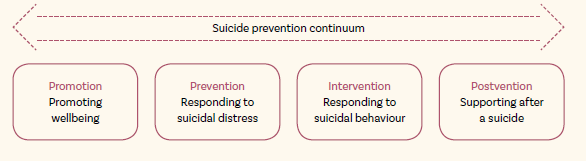 Suicide prevention continuum
Promotion
Promoting
wellbeing
Prevention
Responding to
suicidal distress
Intervention
Responding to
suicidal behaviour
Postvention
Supporting after
a suicide